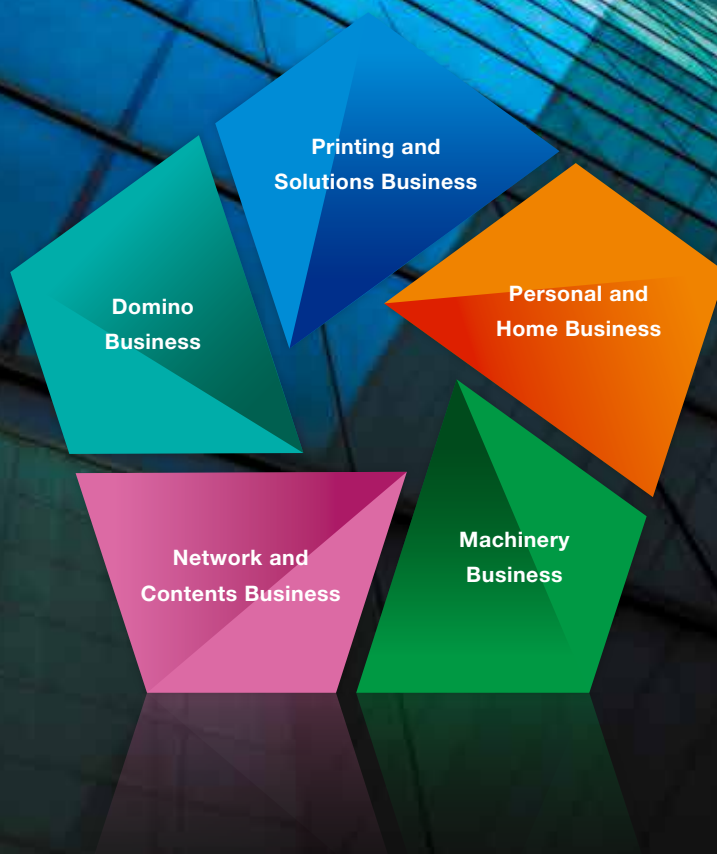 Printing and
Solutions Business
Personal and
Home Business
Domino
Business
Machinery
Business
Network and
Contents Business